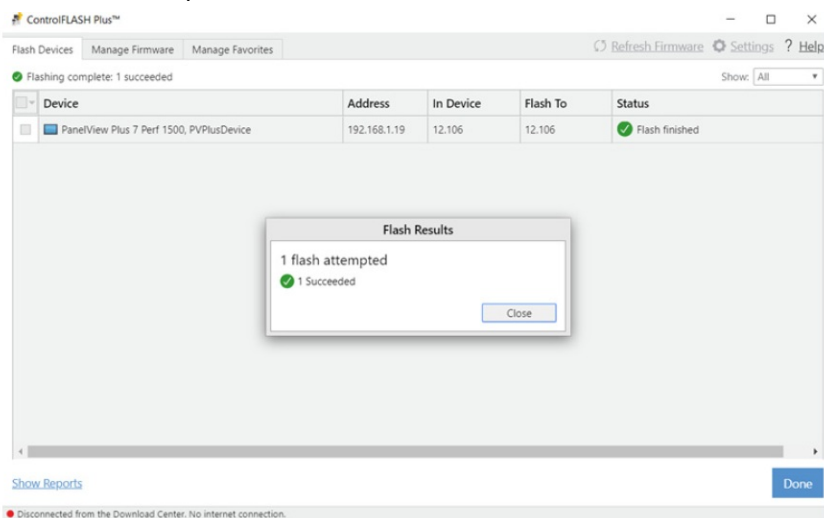 ControlFLASH Plus™
Flash Devices Manage Firmware Manage Favorites Refresh Firmware Settings ? Help
Flashing complete: 1 succeeded Show: All
Device Address In Device Flash To Status
PanelView Plus 7 Perf 1500, PVPlusDevice 192.168.1.19 12.106 12.106 Flash finished
Flash Results
1 flash attempted
1 Succeeded
Close
Show Reports Done
Disconnected from the Download Center. No internet connection.